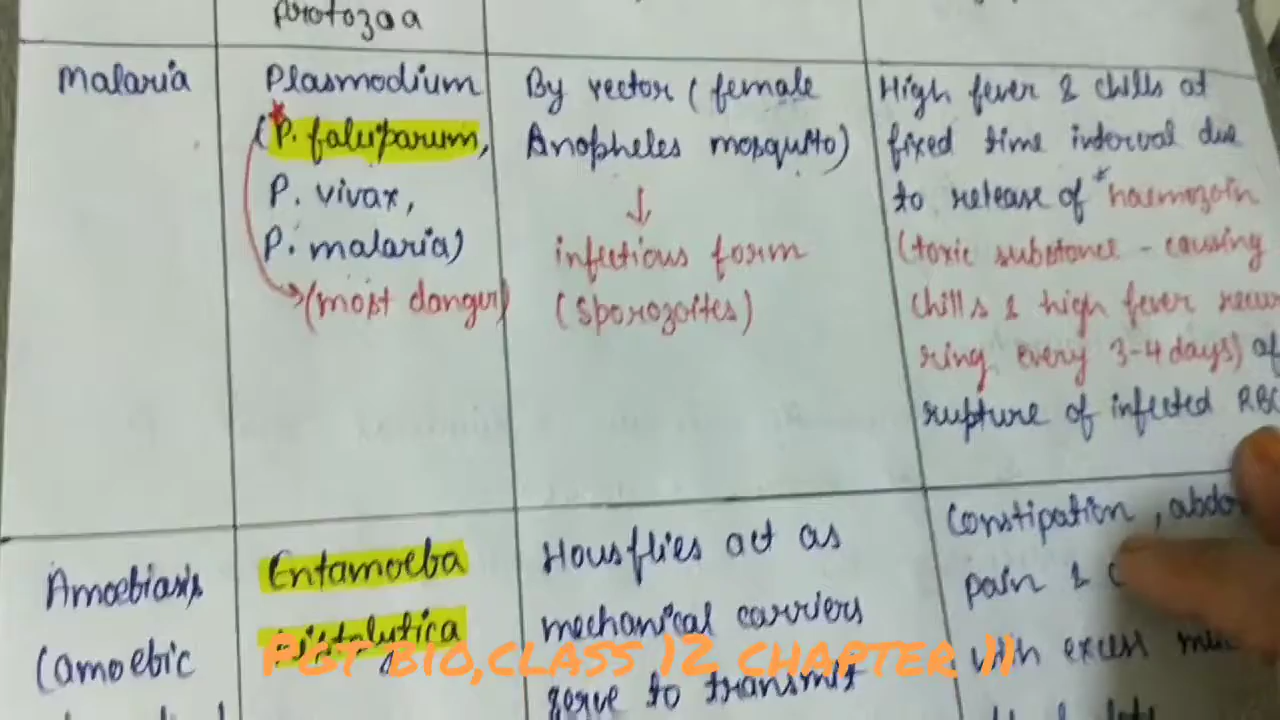 protozoa
Malaria
Plasmodium
(P. falciparum,
P. vivax,
P. malaria)
(most danger)
By vector (female
Anopheles mosquito)
↓
infectious form
(Sporozoites)
High fever & chills at
fixed time interval due
to release of *haemozoin
(toxic substance - causing
chills & high fever recur
ring every 3-4 days) of
rupture of infected RBC
Amoebiasis
(amoebic
Entamoeba
histolytica
Housflies act as
mechanical carriers
serve to transmit
Constipation, abdo
pain &
with excess
PGT BIO,CLASS 12 CHAPTER 11